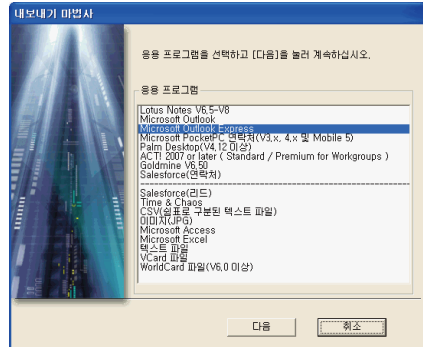 내보내기 마법사
응용 프로그램을 선택하고 [다음]을 눌러 계속하십시오.
응용 프로그램
Lotus Notes V6,5-V8
Microsoft Outlook
Microsoft Outlook Express
Microsoft PocketPC 연락처(V3,x, 4,x 및 Mobile 5)
Palm Desktop(V4,12 이상)
ACT! 2007 or later ( Standard / Premium for Workgroups )
Goldmine V6,50
Salesforce(연락처)
Salesforce(리드)
Time & Chaos
CSV(쉼표로 구분된 텍스트 파일)
이미지(JPG)
Microsoft Access
Microsoft Excel
텍스트 파일
VCard 파일
WorldCard 파일(V6,0 이상)
다음
취소